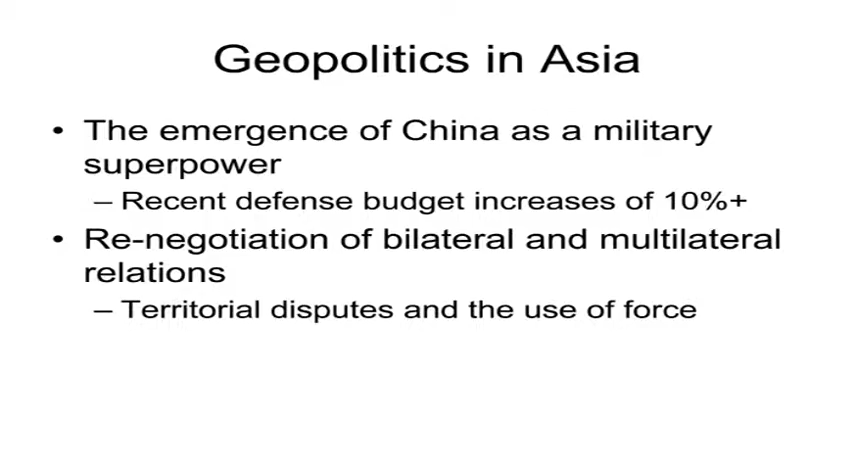 Geopolitics in Asia
• The emergence of China as a military
superpower
– Recent defense budget increases of 10%+
• Re-negotiation of bilateral and multilateral
relations
– Territorial disputes and the use of force